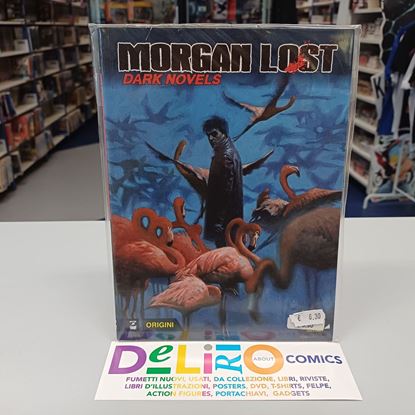 MORGAN LOST
DARK NOVELS
ORIGINI
€ 6,30
DeLiRiO ABOUT COMICS
FUMETTI NUOVI, USATI, DA COLLEZIONE, LIBRI, RIVISTE,
LIBRI D'ILLUSTRAZIONI, POSTERS, DVD, T-SHIRTS, FELPE,
ACTION FIGURES, PORTACHIAVI, GADGETS